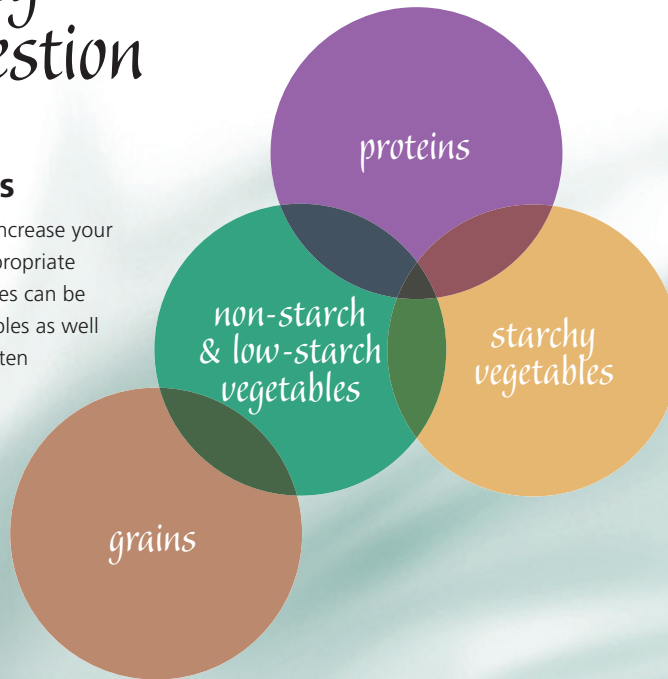 estion
s
ncrease your
propriate
es can be
bles as well
ten
proteins
non-starch
& low-starch
vegetables
starchy
vegetables
grains